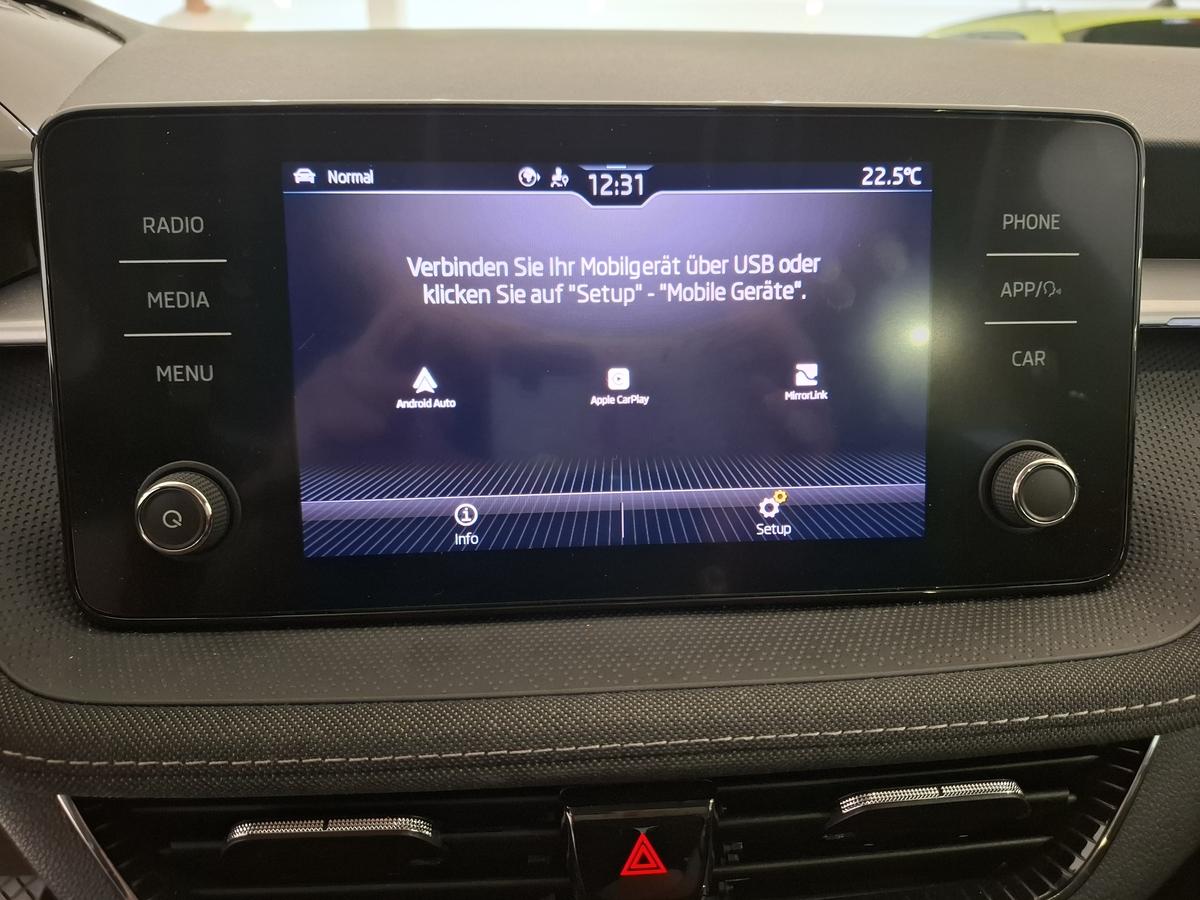 Normal
12:31
22.5°C
RADIO
MEDIA
MENU
Verbinden Sie Ihr Mobilgerät über USB oder
klicken Sie auf "Setup" - "Mobile Geräte".
Android Auto
Apple CarPlay
MirrorLink
Info
Setup
PHONE
APP/
CAR